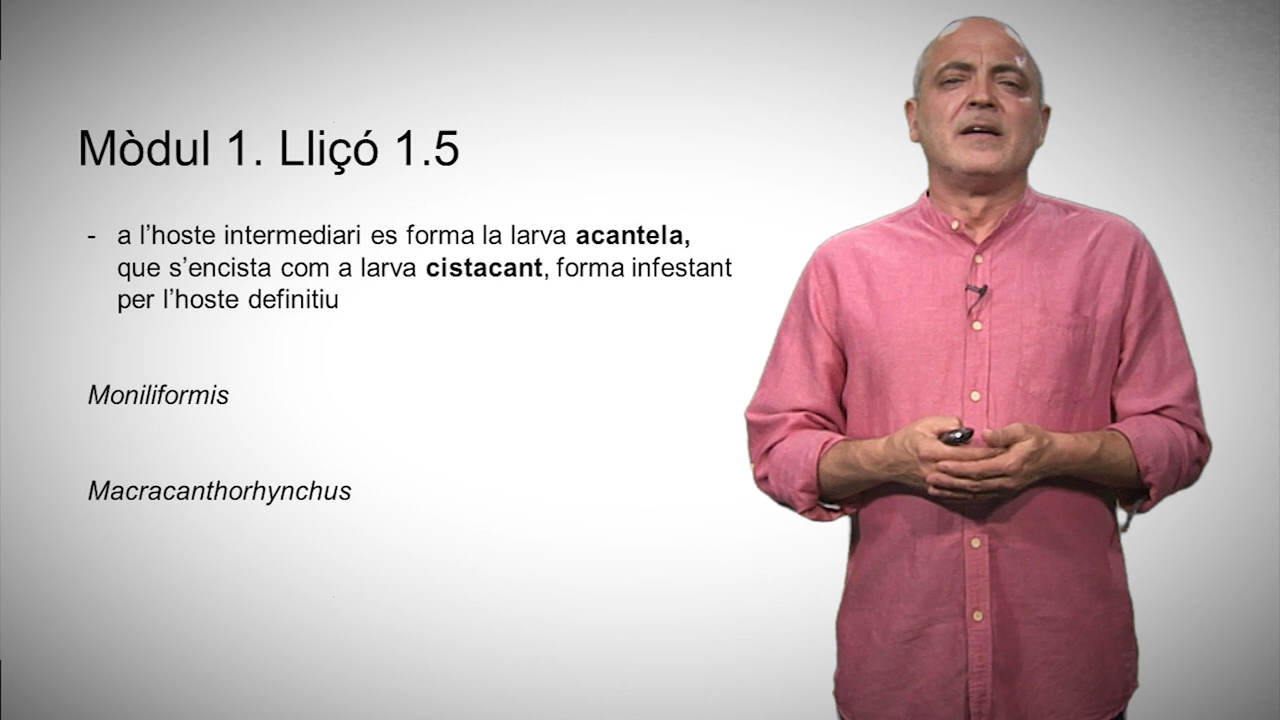 Mòdul 1. Lliçó 1.5
- a l’hoste intermediari es forma la larva acantela,
que s’encista com a larva cistacant, forma infestant
per l’hoste definitiu
Moniliformis
Macracanthorhynchus